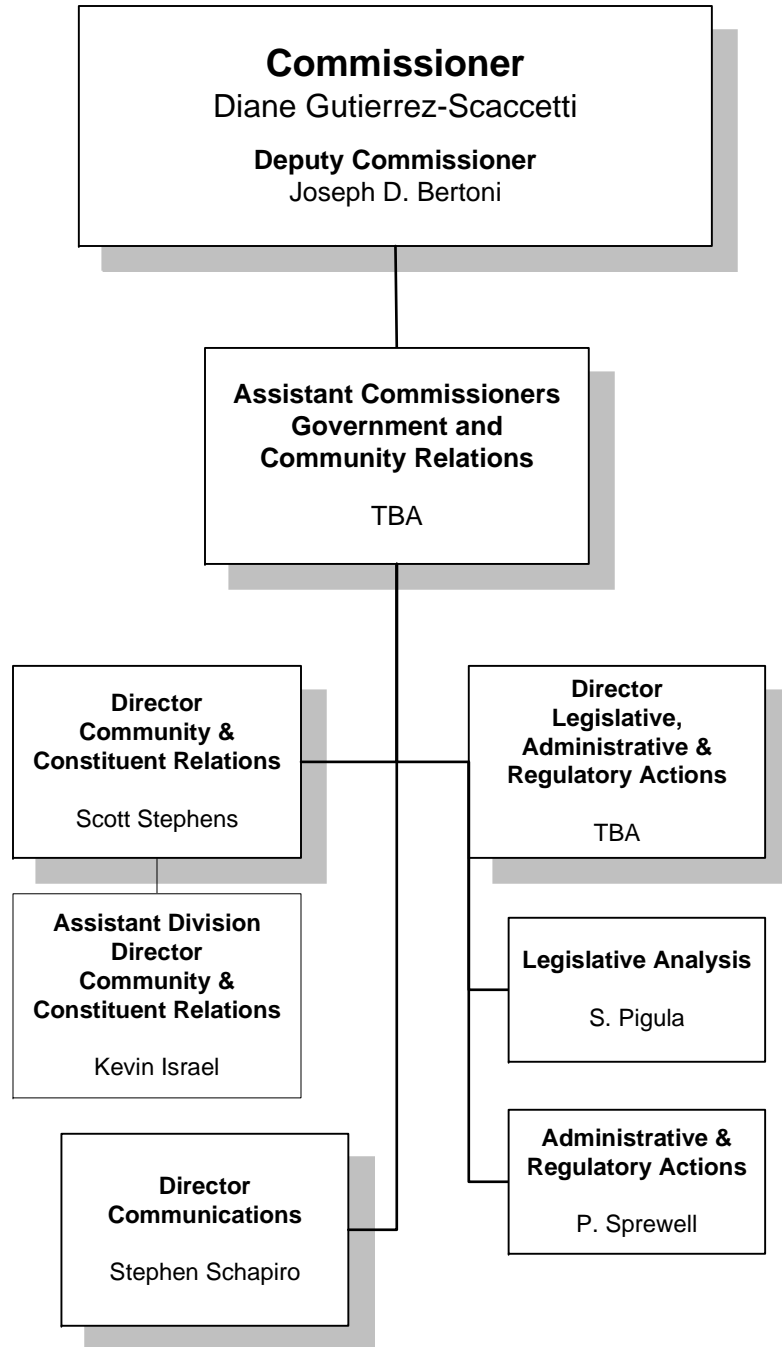 Commissioner
Diane Gutierrez-Scaccetti
Deputy Commissioner
Joseph D. Bertoni
Assistant Commissioners
Government and
Community Relations
TBA
Director
Community &
Constituent Relations
Scott Stephens
Assistant Division
Director
Community &
Constituent Relations
Kevin Israel
Director
Communications
Stephen Schapiro
Director
Legislative,
Administrative &
Regulatory Actions
TBA
Legislative Analysis
S. Pigula
Administrative &
Regulatory Actions
P. Sprewell